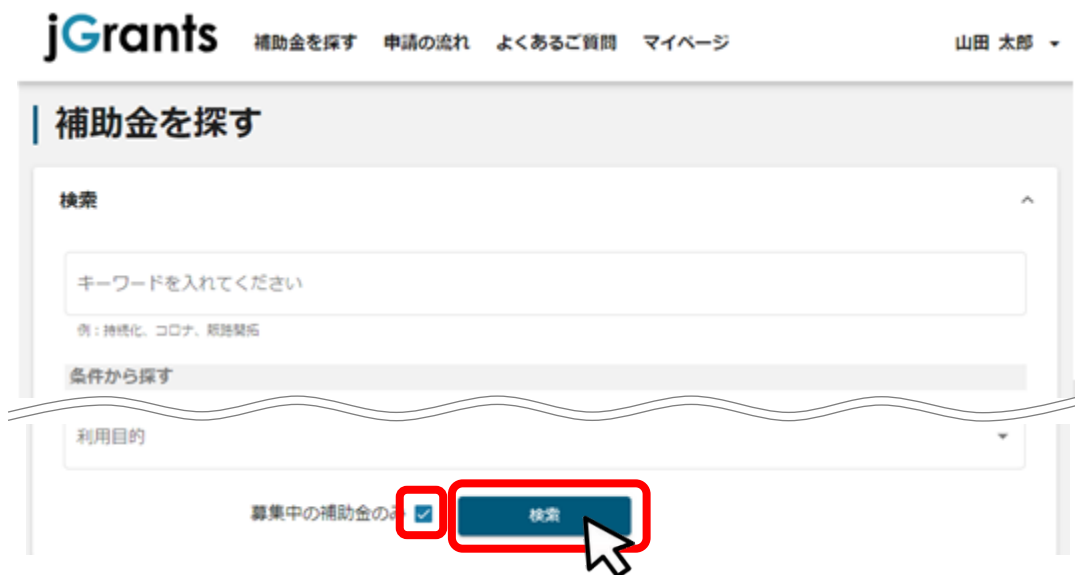 jGrants 補助金を探す 申請の流れ よくあるご質問 マイページ 山田 太郎
補助金を探す
検索
キーワードを入れてください
例：持続化、コロナ、販路開拓
条件から探す
利用目的
募集中の補助金のみ 検索